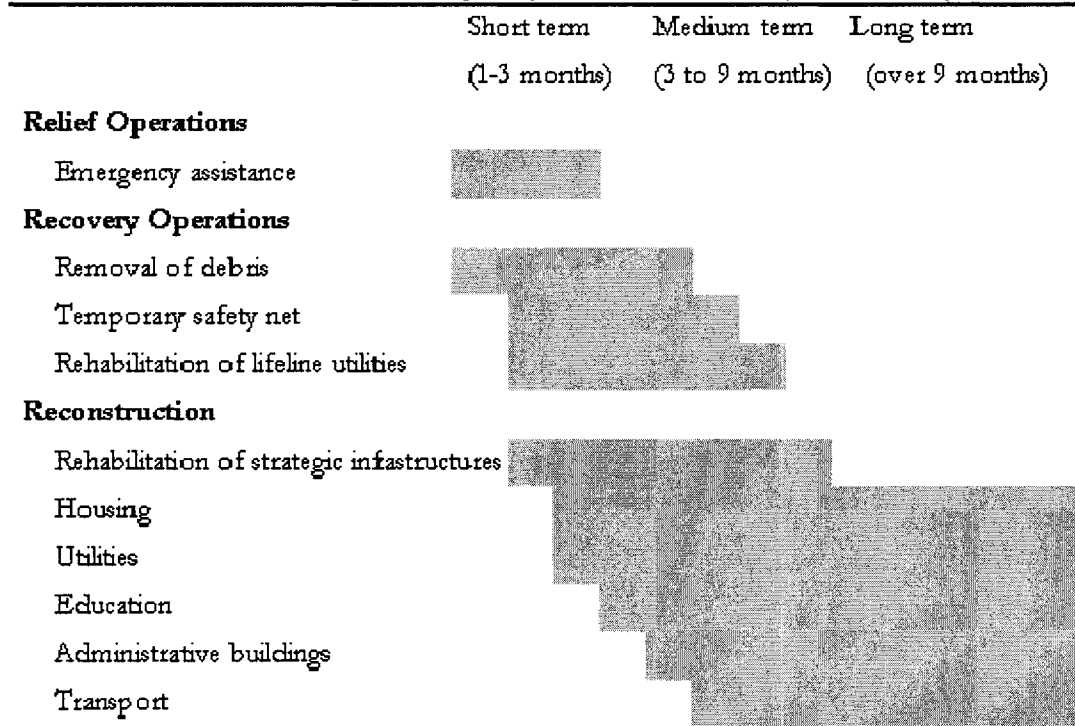 Short term Medium term Long term
(1-3 months) (3 to 9 months) (over 9 months)
Relief Operations
Emergency assistance
Recovery Operations
Removal of debris
Temporary safety net
Rehabilitation of lifeline utilities
Reconstruction
Rehabilitation of strategic infastructures
Housing
Utilities
Education
Administrative buildings
Transport